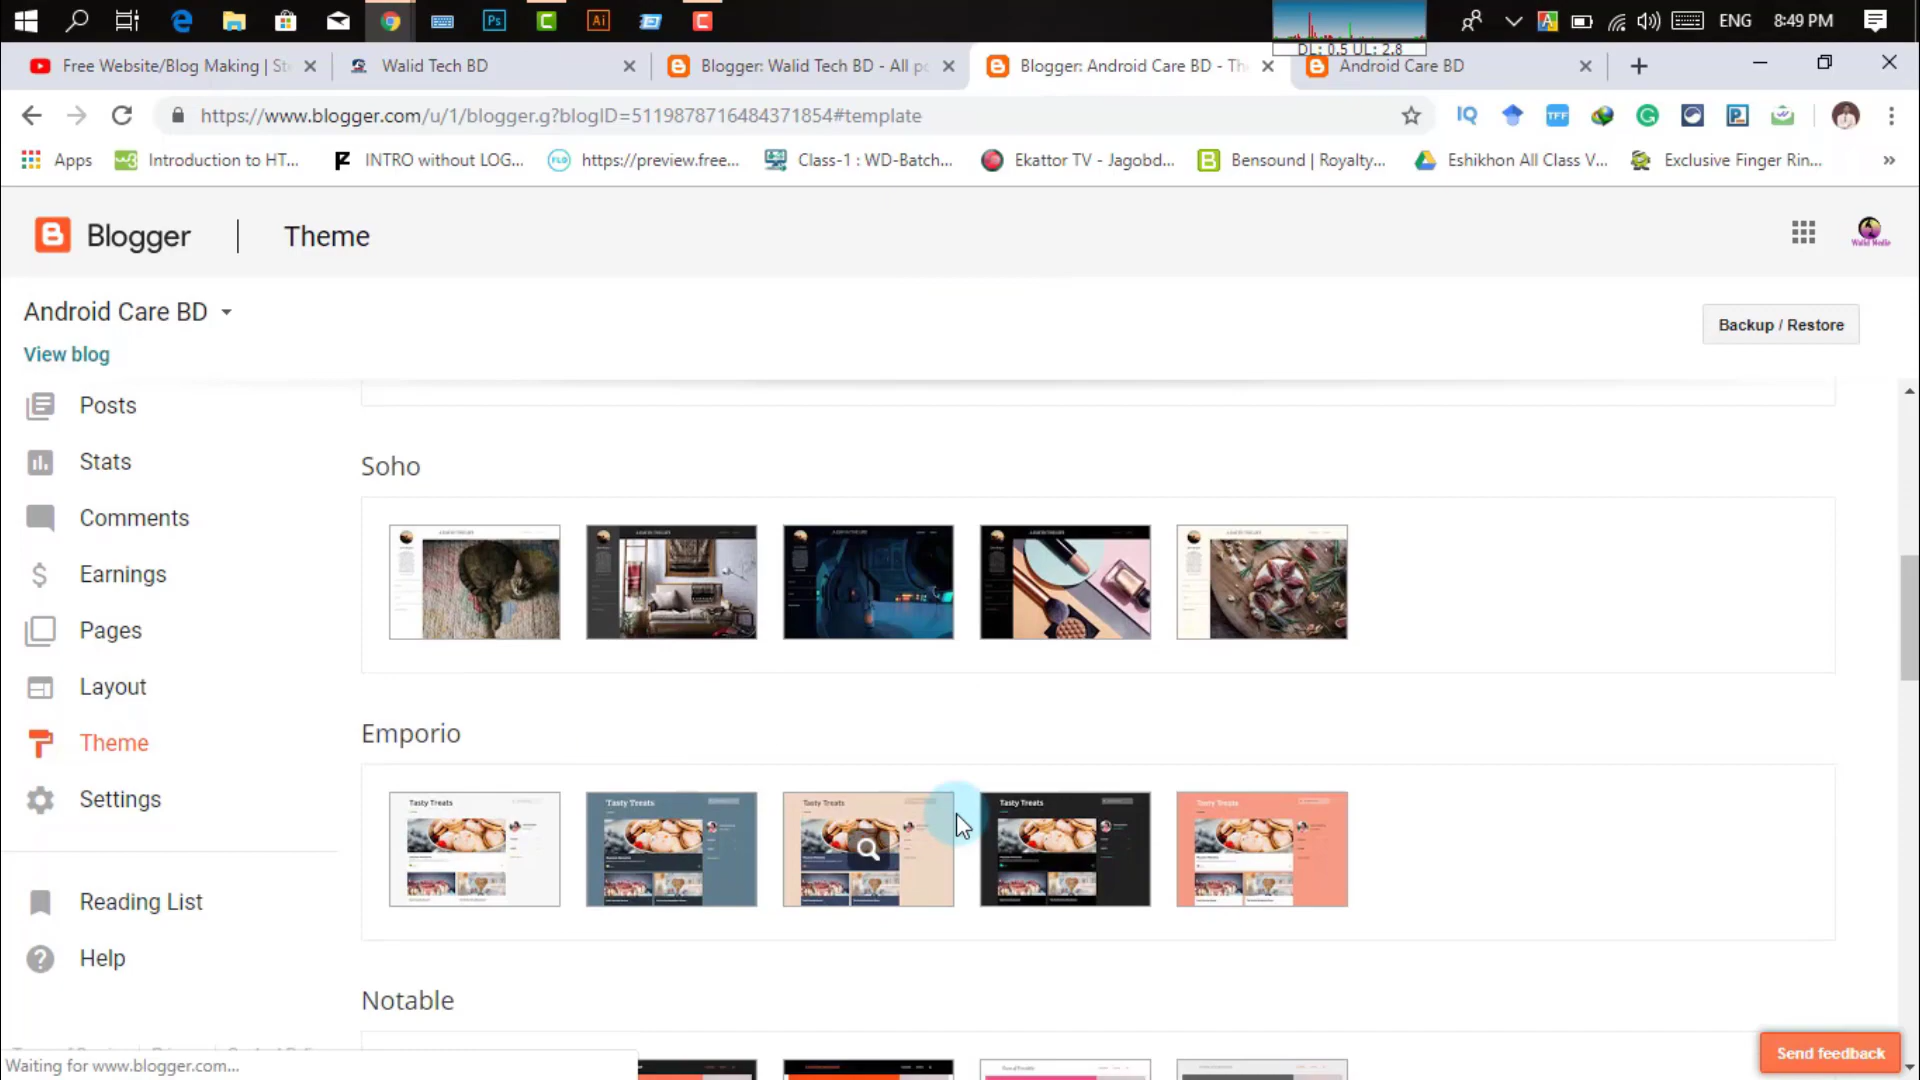 ENG
8:49 PM
DL: 0.5 UL: 2.8
Free Website/Blog Making | St
Walid Tech BD
Blogger: Walid Tech BD - All po
Blogger: Android Care BD - Th
Android Care BD
https://www.blogger.com/u/1/blogger.g?blogID=5119878716484371854#template
Apps
Introduction to HT...
INTRO without LOG...
https://preview.free...
Class-1 : WD-Batch...
Ekattor TV - Jagobd...
Bensound | Royalty...
Eshikhon All Class V...
Exclusive Finger Rin...
Blogger
Theme
Walid Media
Android Care BD
View blog
Backup / Restore
Posts
Stats
Comments
Earnings
Pages
Layout
Theme
Settings
Reading List
Help
Soho
Emporio
Tasty Treats
Tasty Treats
Tasty Treats
Tasty Treats
Tasty Treats
Notable
Send feedback
Waiting for www.blogger.com...